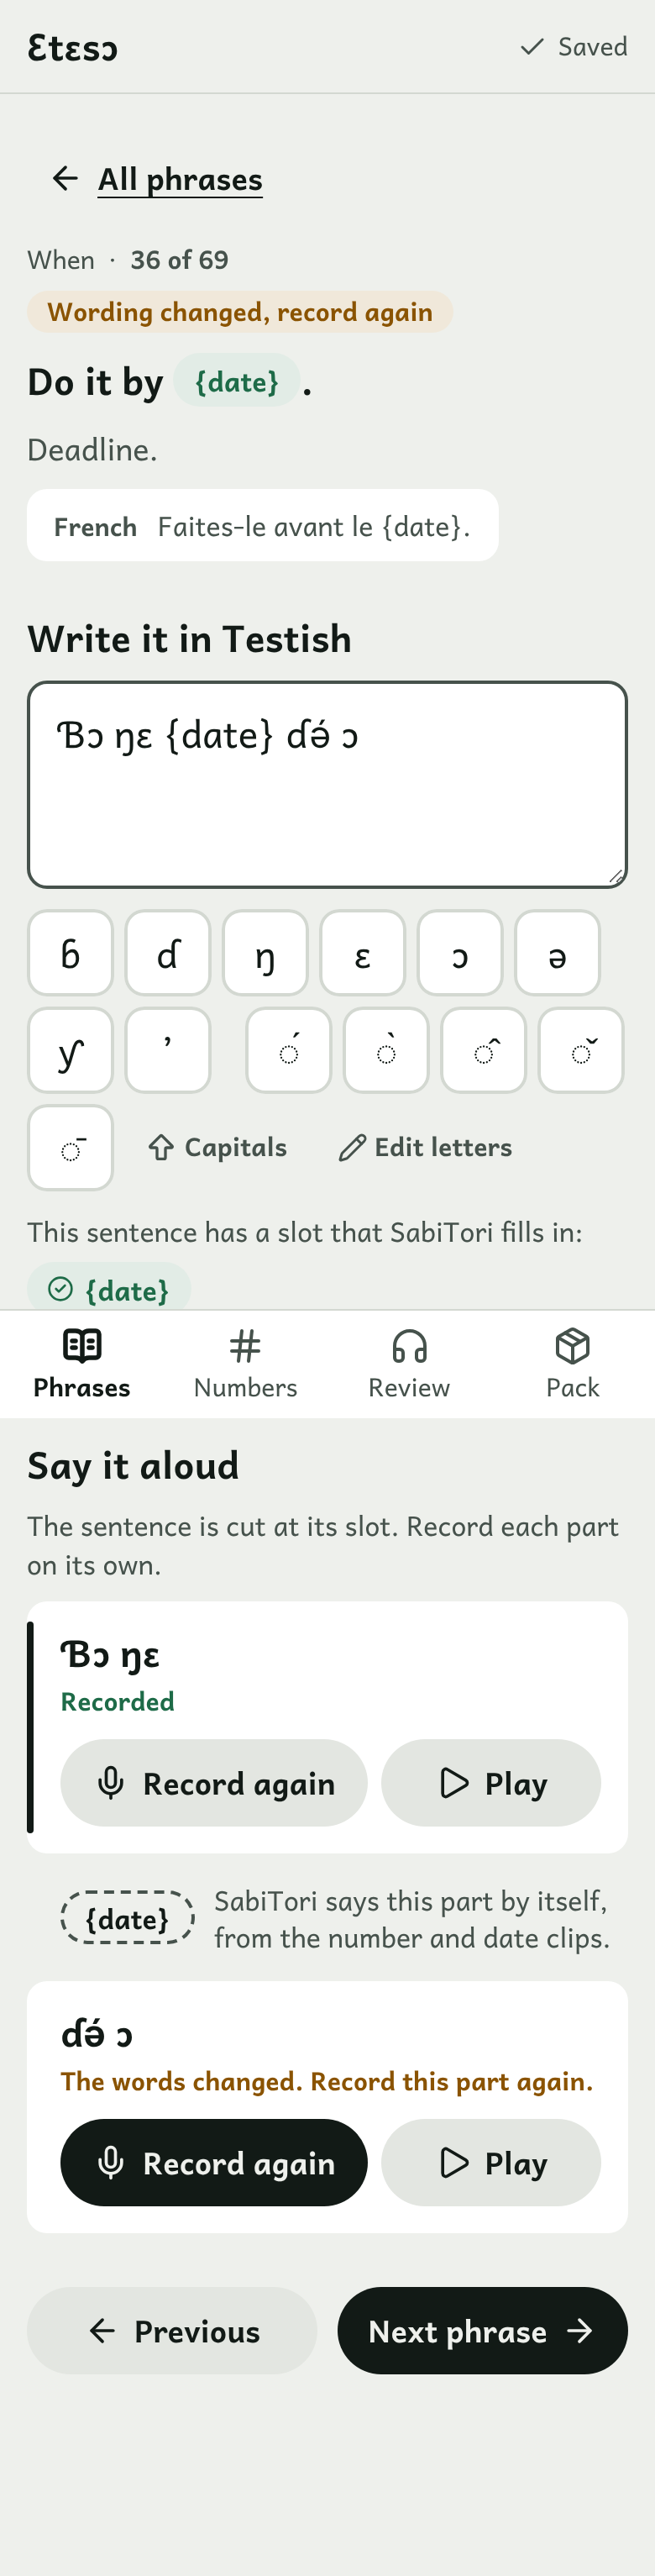 Ɛtɛsɔ
Saved
All phrases
When · 36 of 69
Wording changed, record again
Do it by {date}.
Deadline.
French Faites-le avant le {date}.
Write it in Testish
Ɓɔ ŋɛ {date} ɗə́ ɔ
ɓ ɗ ŋ ɛ ɔ ə
ƴ ʼ ◌́ ◌̀ ◌̂ ◌̌
◌̄ Capitals Edit letters
This sentence has a slot that SabiTori fills in:
{date}
Phrases Numbers Review Pack
Say it aloud
The sentence is cut at its slot. Record each part
on its own.
Ɓɔ ŋɛ
Recorded
Record again Play
{date} SabiTori says this part by itself,
from the number and date clips.
ɗə́ ɔ
The words changed. Record this part again.
Record again Play
Previous Next phrase